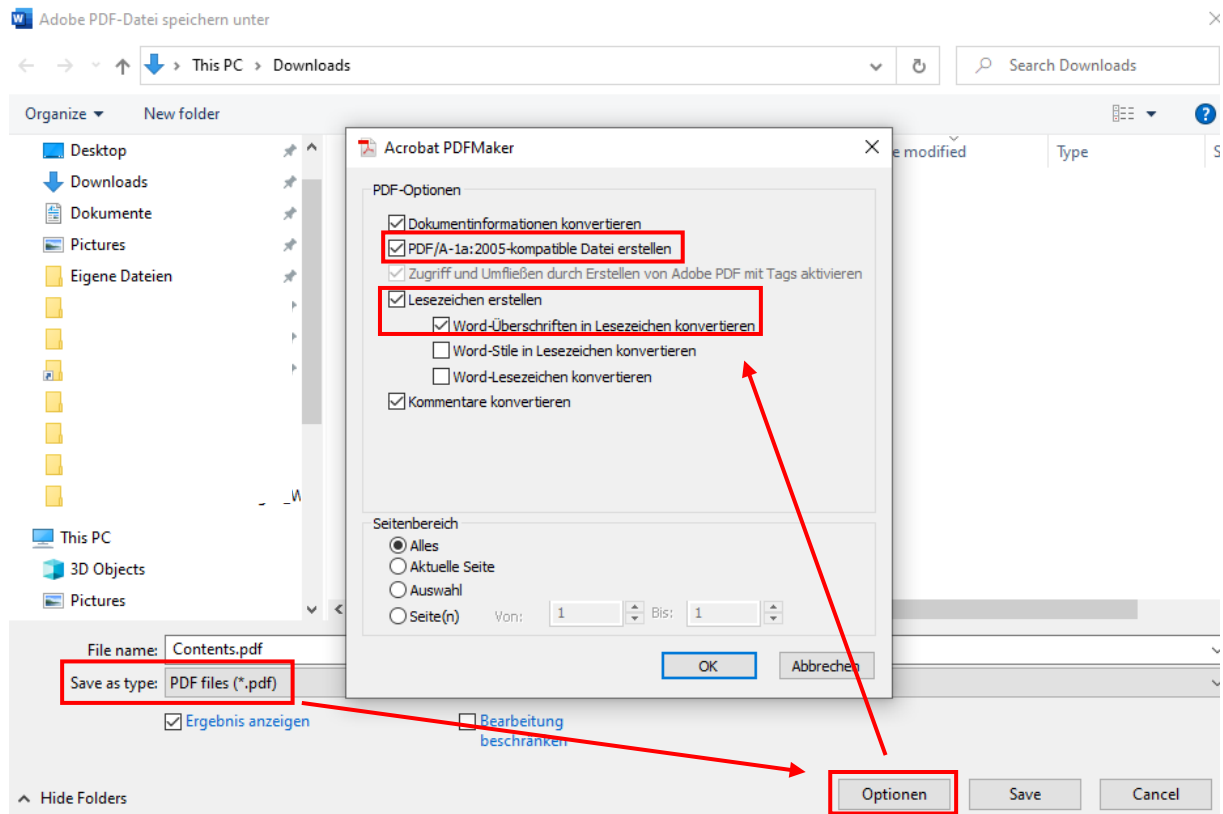 Adobe PDF-Datei speichern unter
This PC > Downloads
Search Downloads
Organize
New folder
Desktop
Downloads
Dokumente
Pictures
Eigene Dateien
This PC
3D Objects
Pictures
modified
Type
Acrobat PDFMaker
PDF-Optionen
Dokumentinformationen konvertieren
PDF/A-1a:2005-kompatible Datei erstellen
Zugriff und Umfließen durch Erstellen von Adobe PDF mit Tags aktivieren
Lesezeichen erstellen
Word-Überschriften in Lesezeichen konvertieren
Word-Stile in Lesezeichen konvertieren
Word-Lesezeichen konvertieren
Kommentare konvertieren
Seitenbereich
Alles
Aktuelle Seite
Auswahl
Seite(n) Von: 1 Bis: 1
OK Abbrechen
File name: Contents.pdf
Save as type: PDF files (*.pdf)
Ergebnis anzeigen
Bearbeitung
beschränken
Hide Folders
Optionen
Save
Cancel